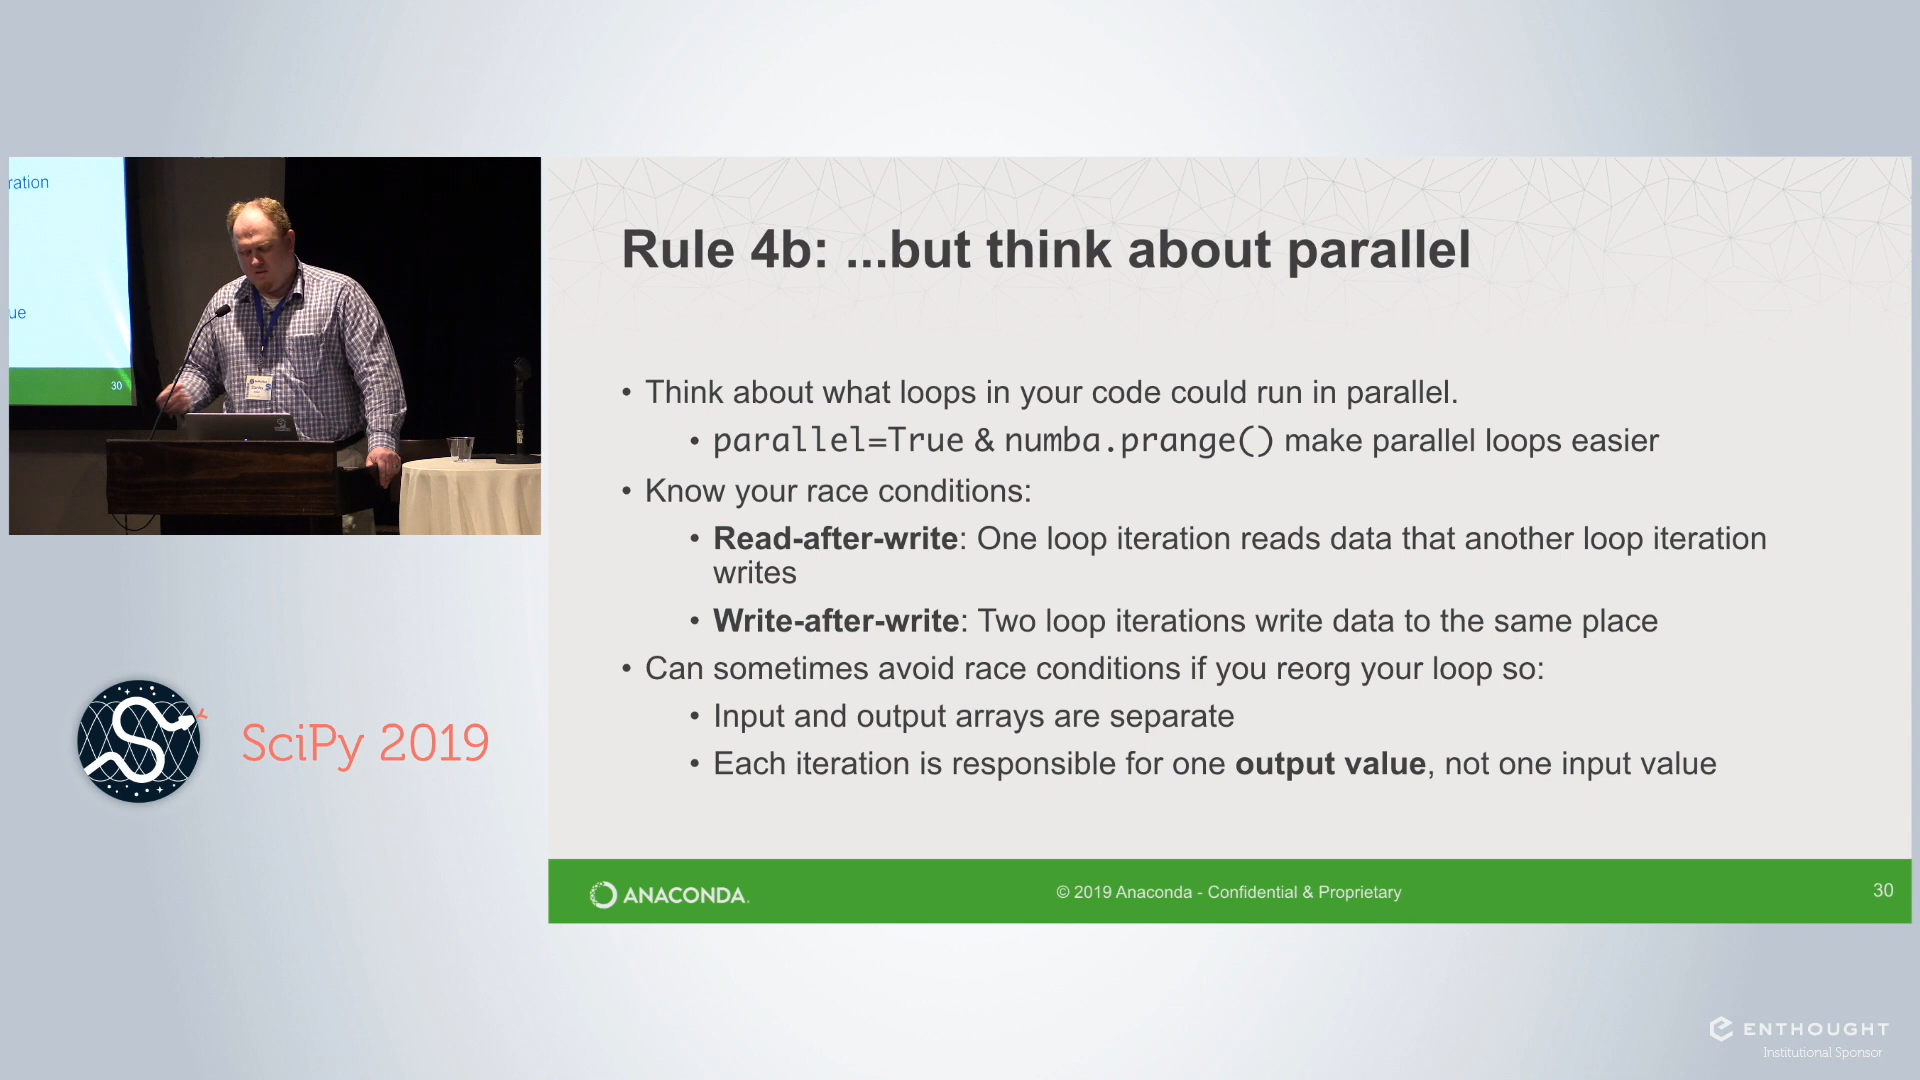 ration
ue
30
Rule 4b: ...but think about parallel
• Think about what loops in your code could run in parallel.
• parallel=True & numba.prange() make parallel loops easier
• Know your race conditions:
• Read-after-write: One loop iteration reads data that another loop iteration
writes
• Write-after-write: Two loop iterations write data to the same place
• Can sometimes avoid race conditions if you reorg your loop so:
• Input and output arrays are separate
• Each iteration is responsible for one output value, not one input value
ANACONDA.
© 2019 Anaconda - Confidential & Proprietary
30
SciPy 2019
ENTHOUGHT
Institutional Sponsor